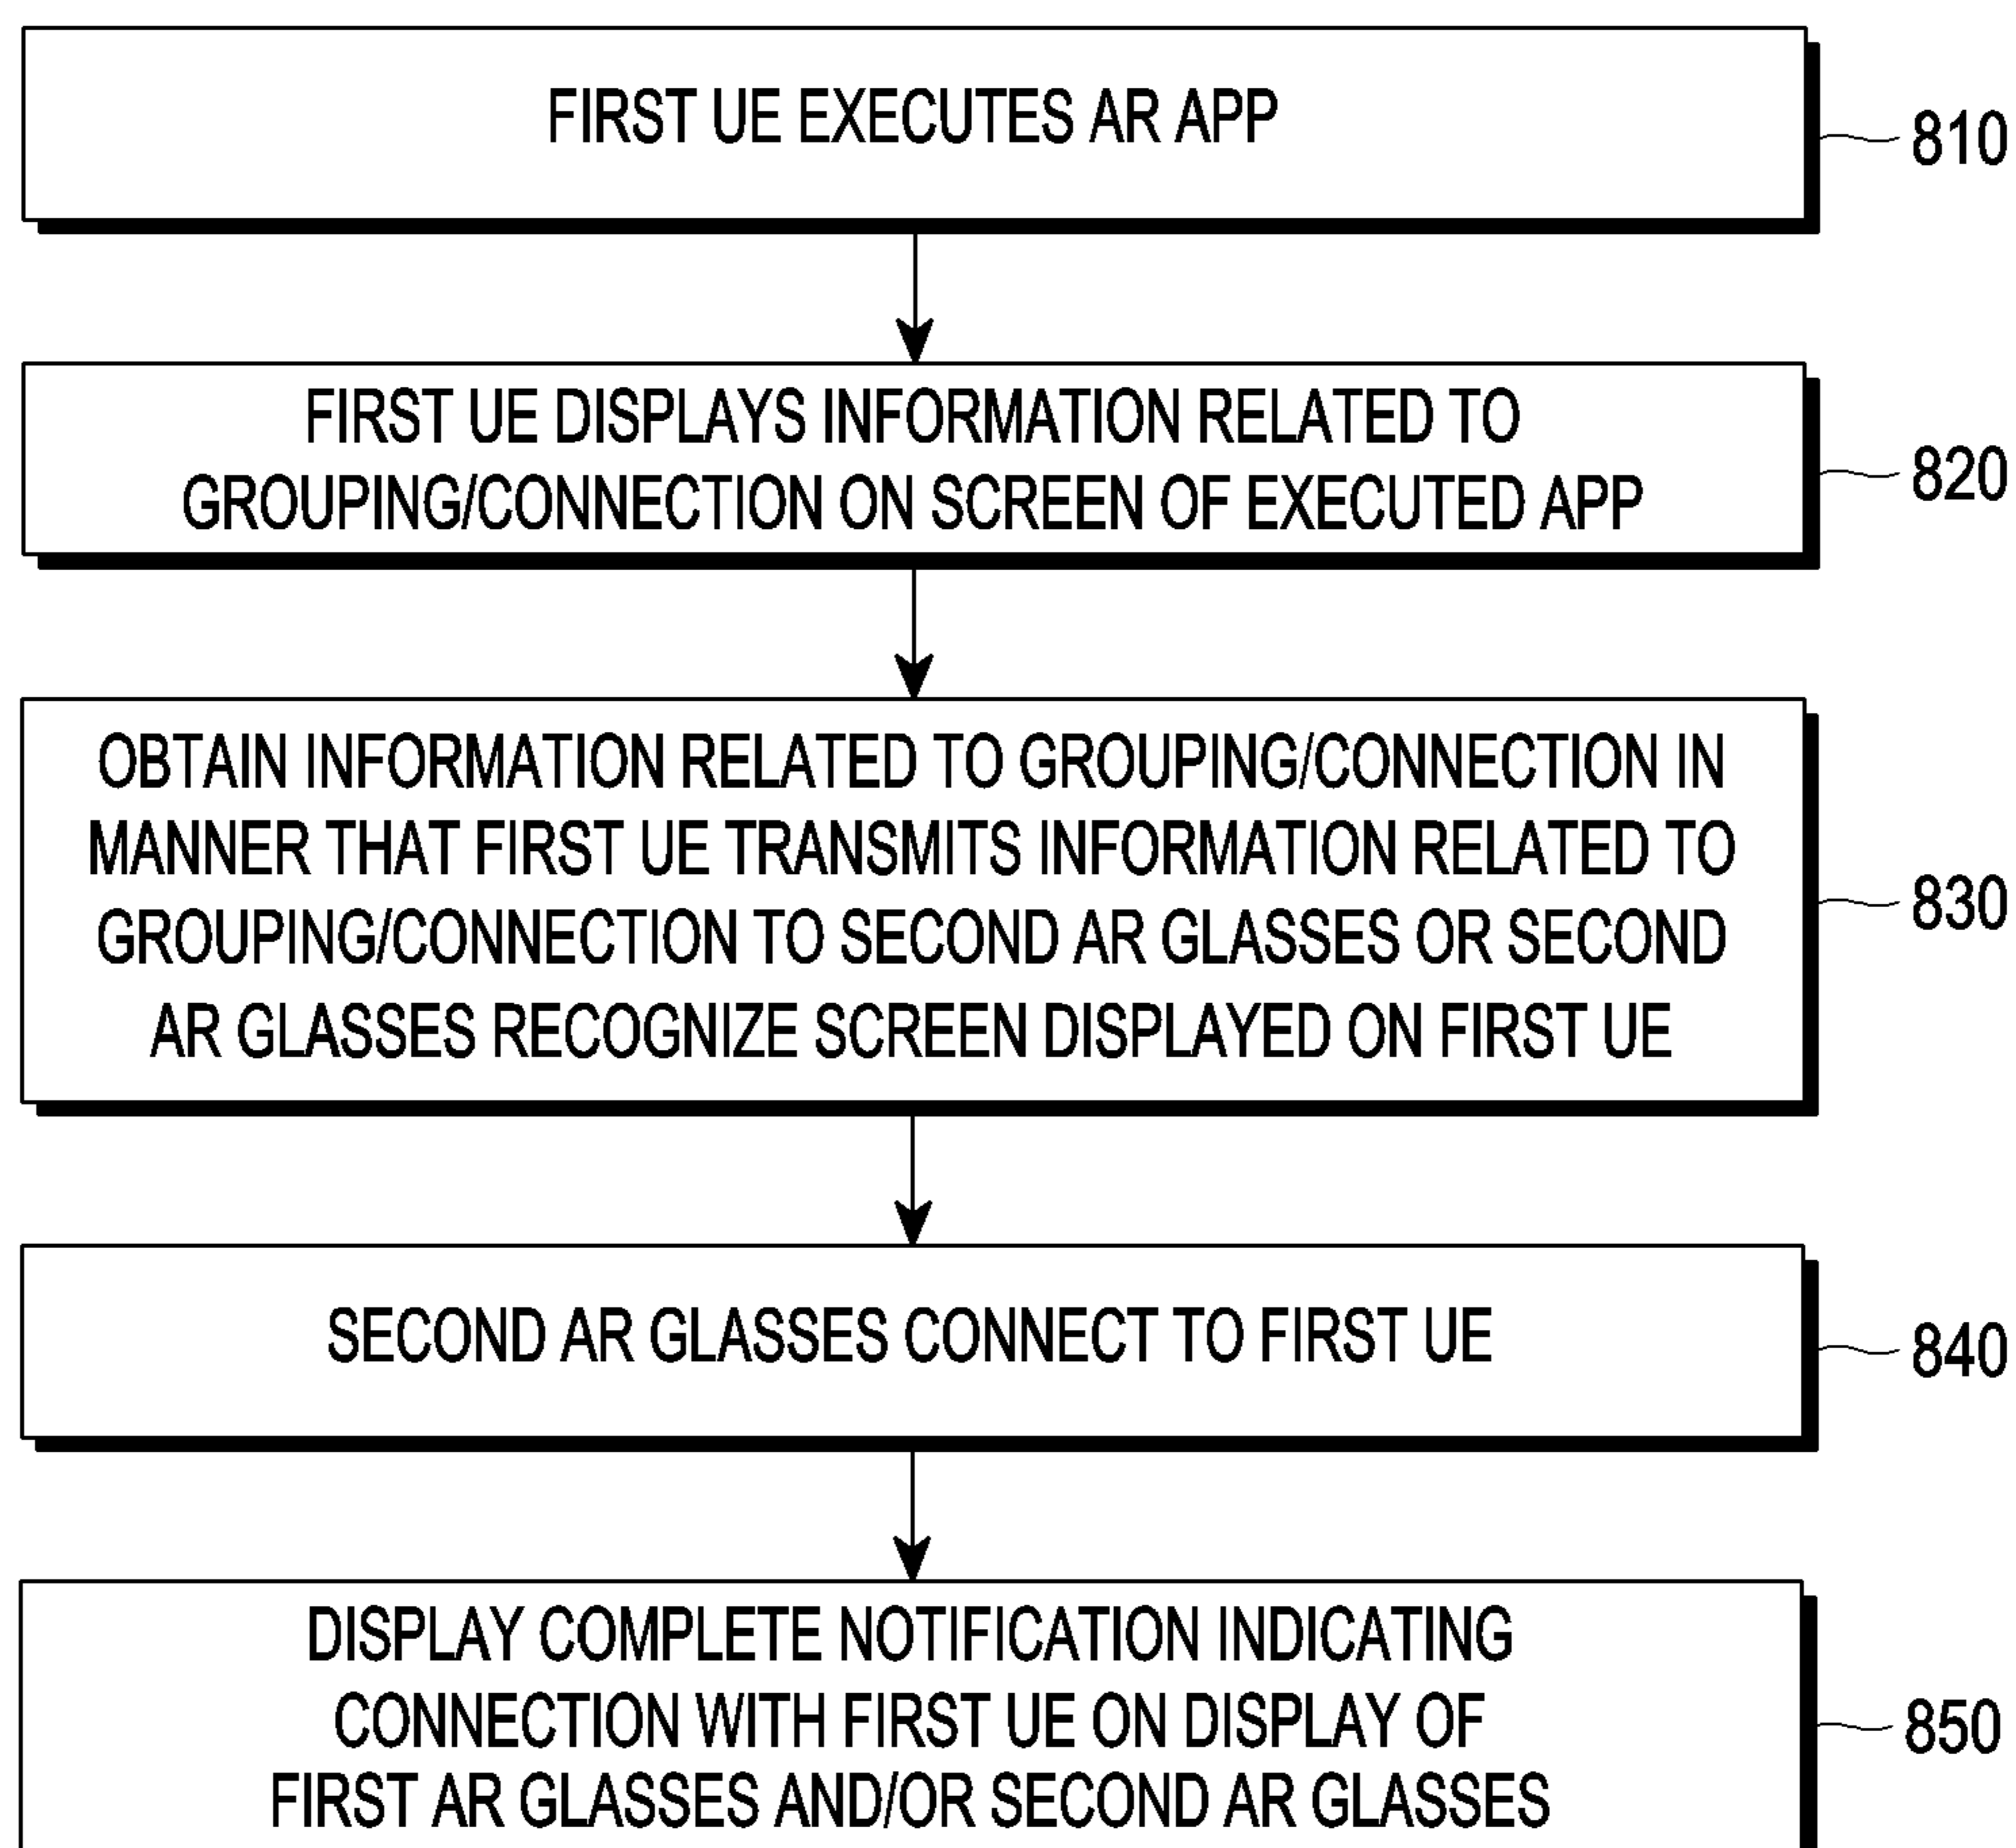 FIRST UE EXECUTES AR APP
810
FIRST UE DISPLAYS INFORMATION RELATED TO
GROUPING/CONNECTION ON SCREEN OF EXECUTED APP
820
OBTAIN INFORMATION RELATED TO GROUPING/CONNECTION IN
MANNER THAT FIRST UE TRANSMITS INFORMATION RELATED TO
GROUPING/CONNECTION TO SECOND AR GLASSES OR SECOND
AR GLASSES RECOGNIZE SCREEN DISPLAYED ON FIRST UE
830
SECOND AR GLASSES CONNECT TO FIRST UE
840
DISPLAY COMPLETE NOTIFICATION INDICATING
CONNECTION WITH FIRST UE ON DISPLAY OF
FIRST AR GLASSES AND/OR SECOND AR GLASSES
850